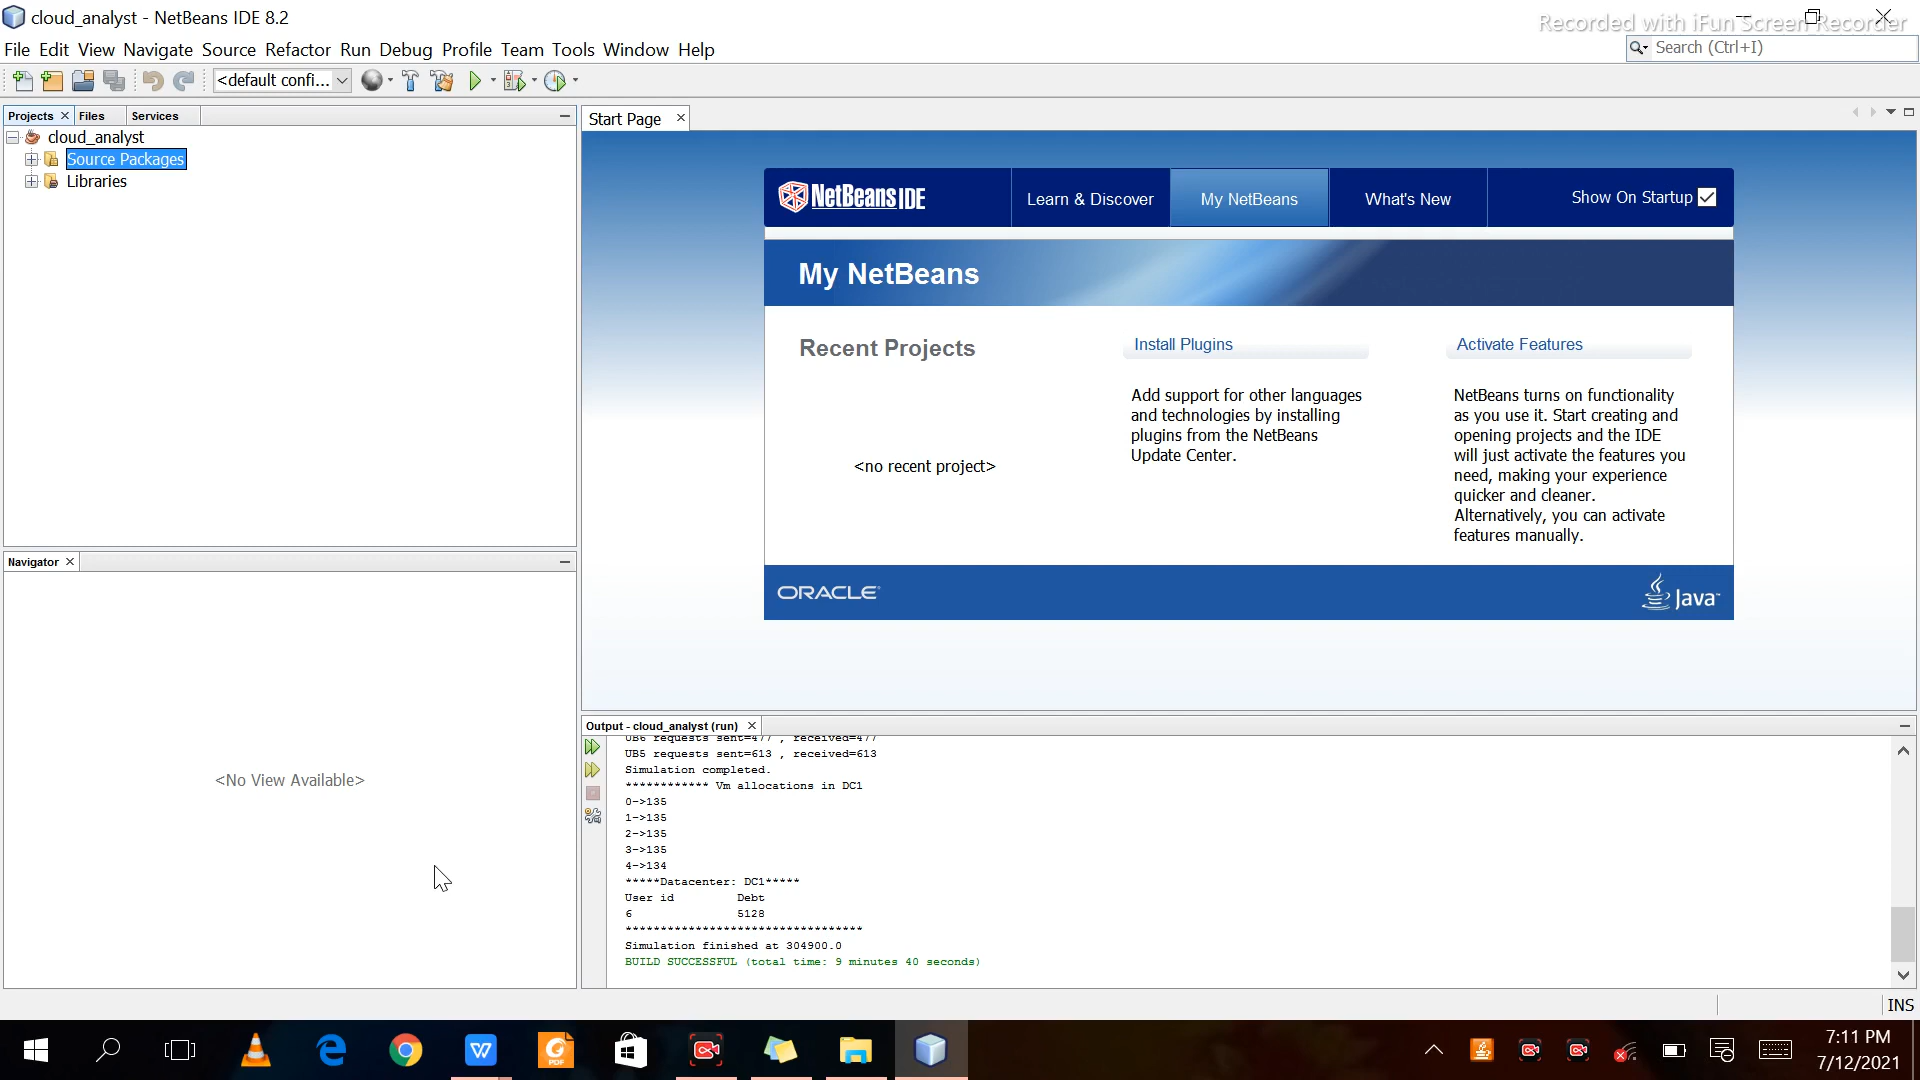 cloud_analyst - NetBeans IDE 8.2
Recorded with iFun Screen Recorder
File Edit View Navigate Source Refactor Run Debug Profile Team Tools Window Help
Search (Ctrl+I)
<default confi...
Projects Files Services
Start Page
cloud_analyst
Source Packages
Libraries
NetBeans IDE
Learn & Discover
My NetBeans
What's New
Show On Startup
My NetBeans
Recent Projects
<no recent project>
Install Plugins
Add support for other languages
and technologies by installing
plugins from the NetBeans
Update Center.
Activate Features
NetBeans turns on functionality
as you use it. Start creating and
opening projects and the IDE
will just activate the features you
need, making your experience
quicker and cleaner.
Alternatively, you can activate
features manually.
ORACLE
Java
Navigator
<No View Available>
Output - cloud_analyst (run)
UB6 requests sent=477 , received=477
UB5 requests sent=613 , received=613
Simulation completed.
************ Vm allocations in DC1
0->135
1->135
2->135
3->135
4->134
*****Datacenter: DC1*****
User id Debt
6 5128
**********************************
Simulation finished at 304900.0
BUILD SUCCESSFUL (total time: 9 minutes 40 seconds)
INS
W
PDF
7:11 PM
7/12/2021